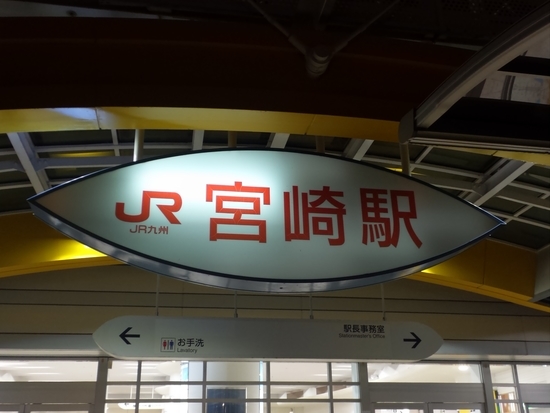 JR 宮崎駅
JR九州
← お手洗
Lavatory
駅長事務室 →
Stationmaster's Office